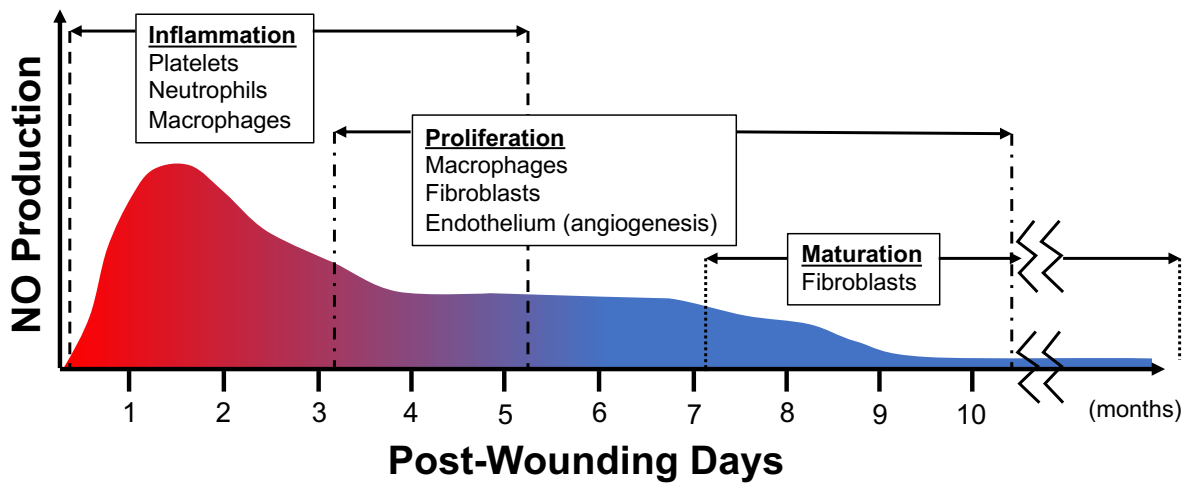 NO Production
Inflammation
Platelets
Neutrophils
Macrophages
Proliferation
Macrophages
Fibroblasts
Endothelium (angiogenesis)
Maturation
Fibroblasts
1 2 3 4 5 6 7 8 9 10 (months)
Post-Wounding Days